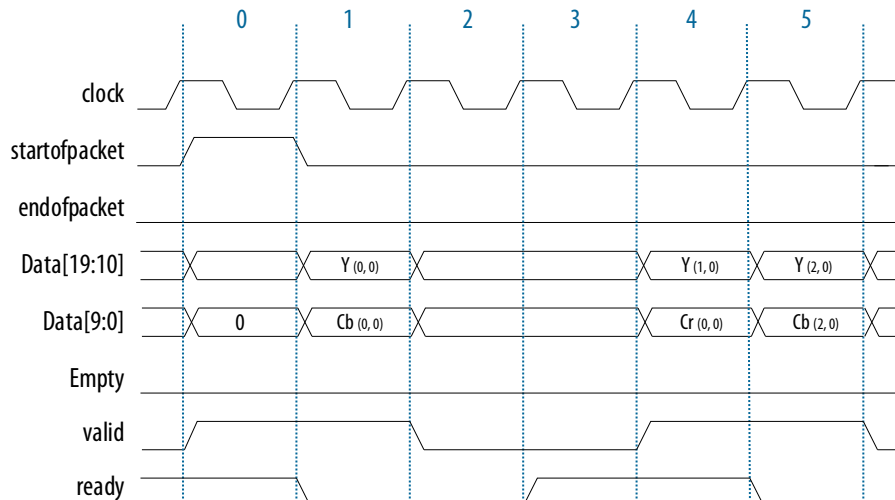 0 1 2 3 4 5
clock
startofpacket
endofpacket
Data[19:10] Y (0, 0) Y (1, 0) Y (2, 0)
Data[9:0] 0 Cb (0, 0) Cr (0, 0) Cb (2, 0)
Empty
valid
ready